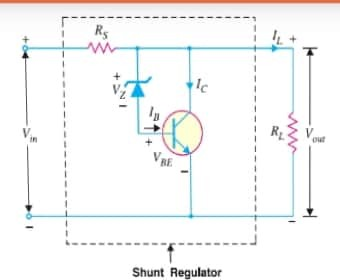 R_S
I_L +
+
+
V_Z
I_C
I_B
V_in
R_L
V_out
+
V_BE
Shunt Regulator